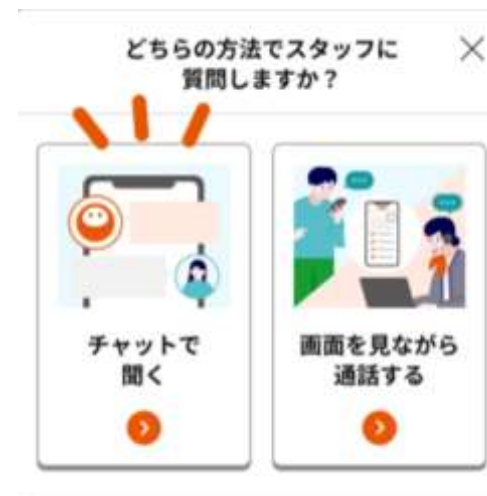 どちらの方法でスタッフに
質問しますか？
チャットで
聞く
画面を見ながら
通話する